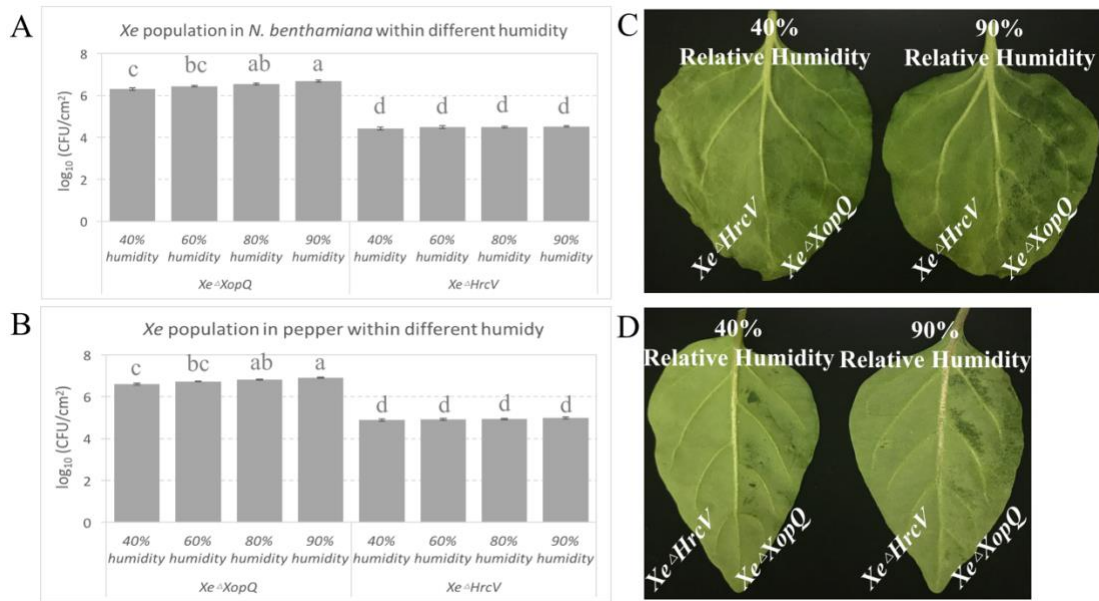 A
Xe population in N. benthamiana within different humidity
log10 (CFU/cm2)
8
6
4
2
0
c bc ab a d d d d
40% 60% 80% 90% 40% 60% 80% 90%
humidity humidity humidity humidity humidity humidity humidity humidity
Xe△XopQ Xe△HrcV
B
Xe population in pepper within different humidy
log10 (CFU/cm2)
8
6
4
2
0
c bc ab a d d d d
40% 60% 80% 90% 40% 60% 80% 90%
humidity humidity humidity humidity humidity humidity humidity humidity
Xe△XopQ Xe△HrcV
C
40% 90%
Relative Humidity Relative Humidity
Xe△HrcV Xe△XopQ Xe△HrcV Xe△XopQ
D
40% 90%
Relative Humidity Relative Humidity
Xe△HrcV Xe△XopQ Xe△HrcV Xe△XopQ